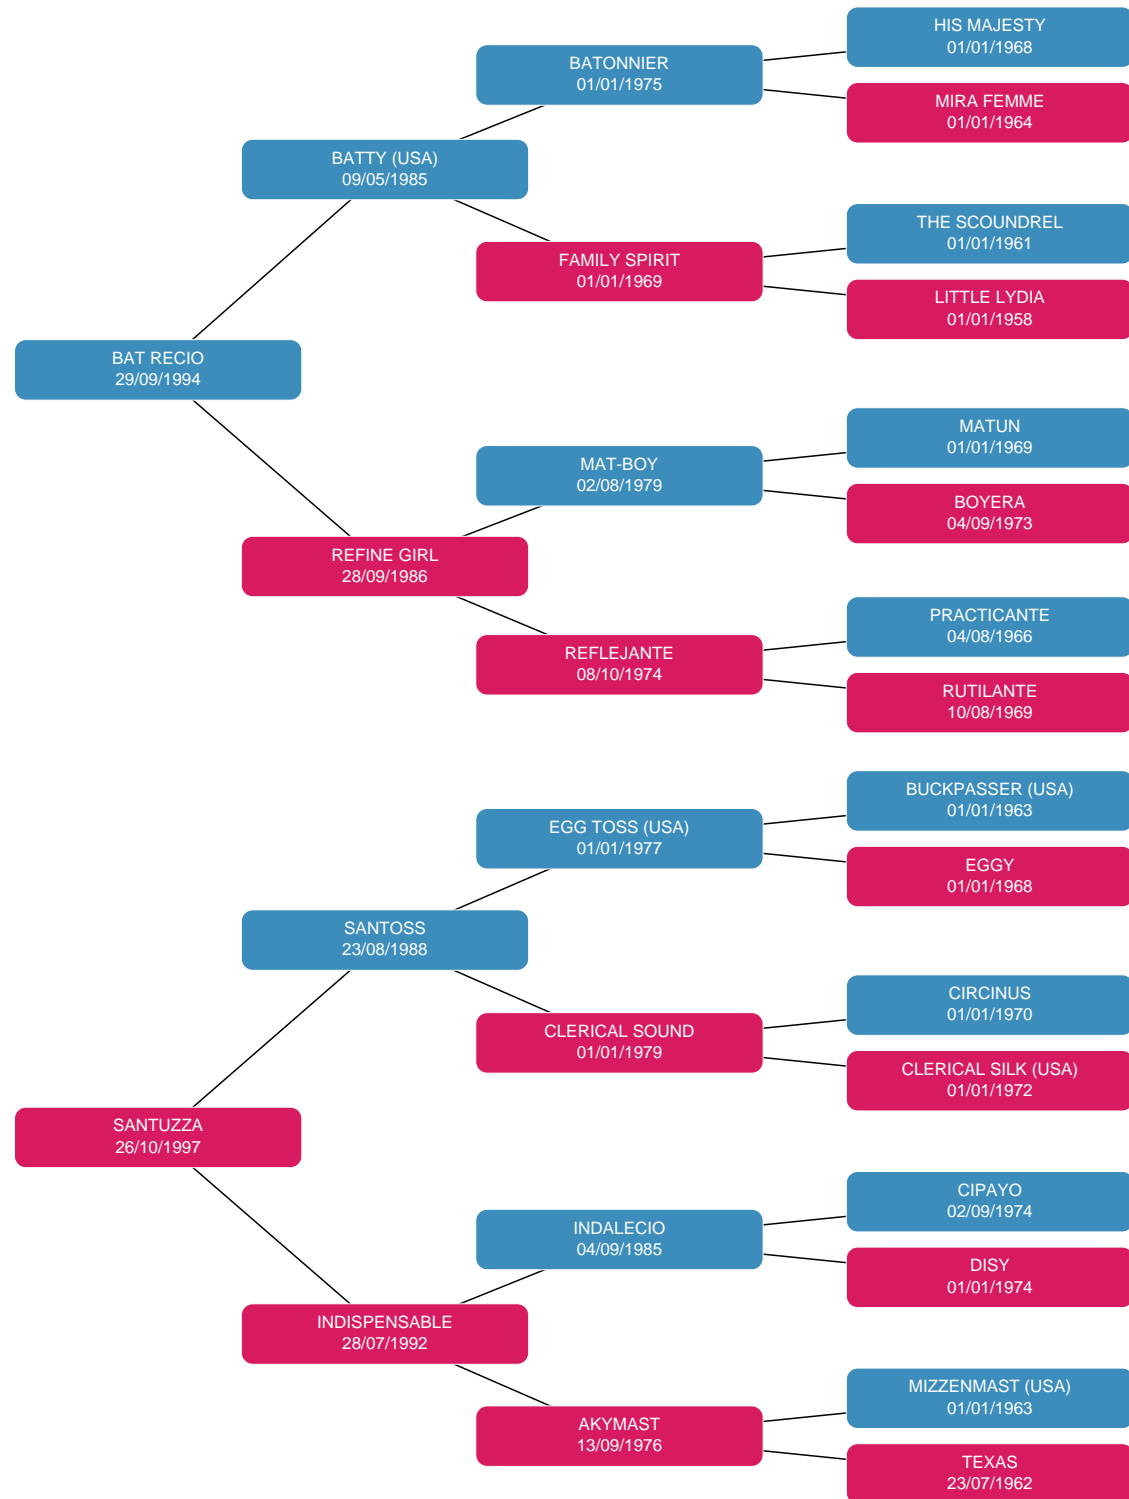 HIS MAJESTY
01/01/1968
BATONNIER
01/01/1975
MIRA FEMME
01/01/1964
BATTY (USA)
09/05/1985
THE SCOUNDREL
01/01/1961
FAMILY SPIRIT
01/01/1969
LITTLE LYDIA
01/01/1958
BAT RECIO
29/09/1994
MATUN
01/01/1969
MAT-BOY
02/08/1979
BOYERA
04/09/1973
REFINE GIRL
28/09/1986
PRACTICANTE
04/08/1966
REFLEJANTE
08/10/1974
RUTILANTE
10/08/1969
BUCKPASSER (USA)
01/01/1963
EGG TOSS (USA)
01/01/1977
EGGY
01/01/1968
SANTOSS
23/08/1988
CIRCINUS
01/01/1970
CLERICAL SOUND
01/01/1979
CLERICAL SILK (USA)
01/01/1972
SANTUZZA
26/10/1997
CIPAYO
02/09/1974
INDALECIO
04/09/1985
DISY
01/01/1974
INDISPENSABLE
28/07/1992
MIZZENMAST (USA)
01/01/1963
AKYMAST
13/09/1976
TEXAS
23/07/1962